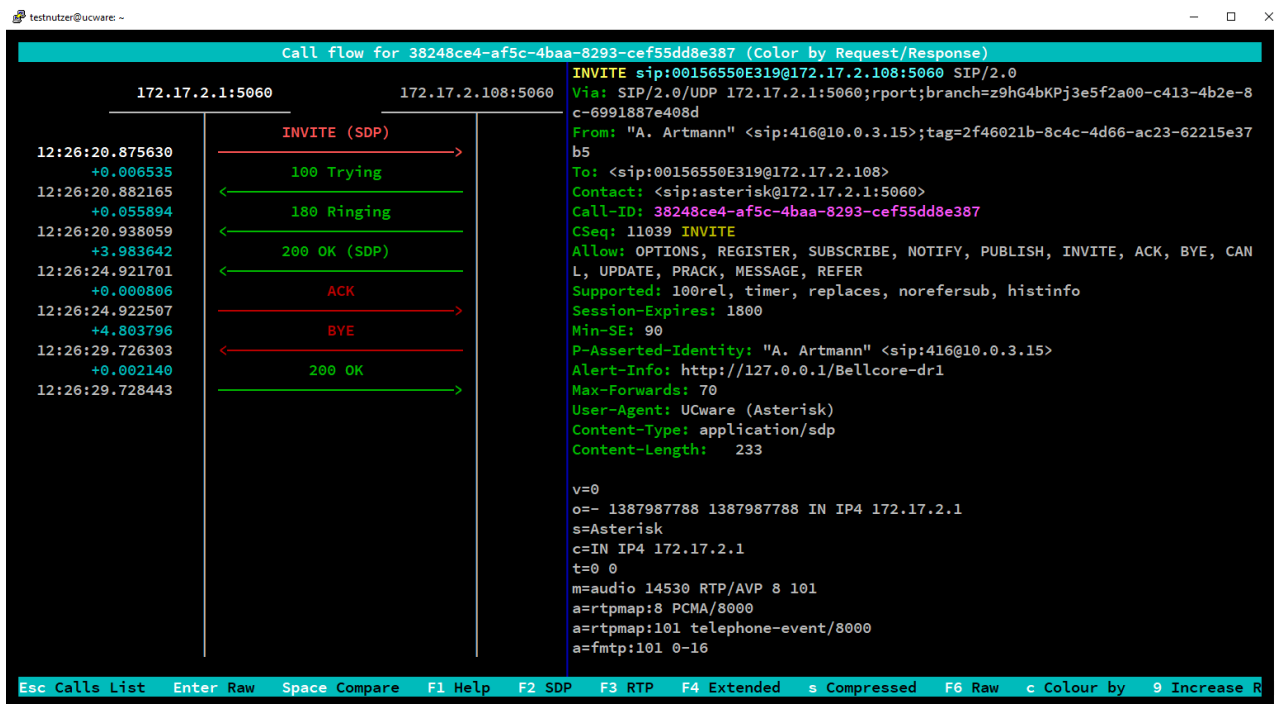 testnutzer@ucware: ~
Call flow for 38248ce4-af5c-4baa-8293-cef55dd8e387 (Color by Request/Response)
172.17.2.1:5060 172.17.2.108:5060
INVITE (SDP)
12:26:20.875630
+0.006535 100 Trying
12:26:20.882165
+0.055894 180 Ringing
12:26:20.938059
+3.983642 200 OK (SDP)
12:26:24.921701
+0.000806 ACK
12:26:24.922507
+4.803796 BYE
12:26:29.726303
+0.002140 200 OK
12:26:29.728443
INVITE sip:00156550E319@172.17.2.108:5060 SIP/2.0
Via: SIP/2.0/UDP 172.17.2.1:5060;rport;branch=z9hG4bKPj3e5f2a00-c413-4b2e-8
c-6991887e408d
From: "A. Artmann" <sip:416@10.0.3.15>;tag=2f46021b-8c4c-4d66-ac23-62215e37
b5
To: <sip:00156550E319@172.17.2.108>
Contact: <sip:asterisk@172.17.2.1:5060>
Call-ID: 38248ce4-af5c-4baa-8293-cef55dd8e387
CSeq: 11039 INVITE
Allow: OPTIONS, REGISTER, SUBSCRIBE, NOTIFY, PUBLISH, INVITE, ACK, BYE, CAN
L, UPDATE, PRACK, MESSAGE, REFER
Supported: 100rel, timer, replaces, norefersub, histinfo
Session-Expires: 1800
Min-SE: 90
P-Asserted-Identity: "A. Artmann" <sip:416@10.0.3.15>
Alert-Info: http://127.0.0.1/Bellcore-dr1
Max-Forwards: 70
User-Agent: UCware (Asterisk)
Content-Type: application/sdp
Content-Length:   233
v=0
o=- 1387987788 1387987788 IN IP4 172.17.2.1
s=Asterisk
c=IN IP4 172.17.2.1
t=0 0
m=audio 14530 RTP/AVP 8 101
a=rtpmap:8 PCMA/8000
a=rtpmap:101 telephone-event/8000
a=fmtp:101 0-16
Esc Calls List Enter Raw Space Compare F1 Help F2 SDP F3 RTP F4 Extended s Compressed F6 Raw c Colour by 9 Increase R